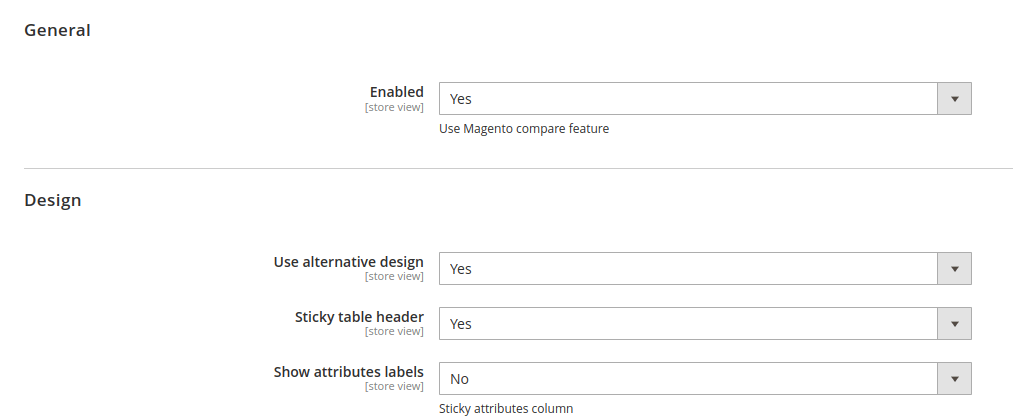 General
Enabled
[store view]
Yes
Use Magento compare feature
Design
Use alternative design
[store view]
Yes
Sticky table header
[store view]
Yes
Show attributes labels
[store view]
No
Sticky attributes column